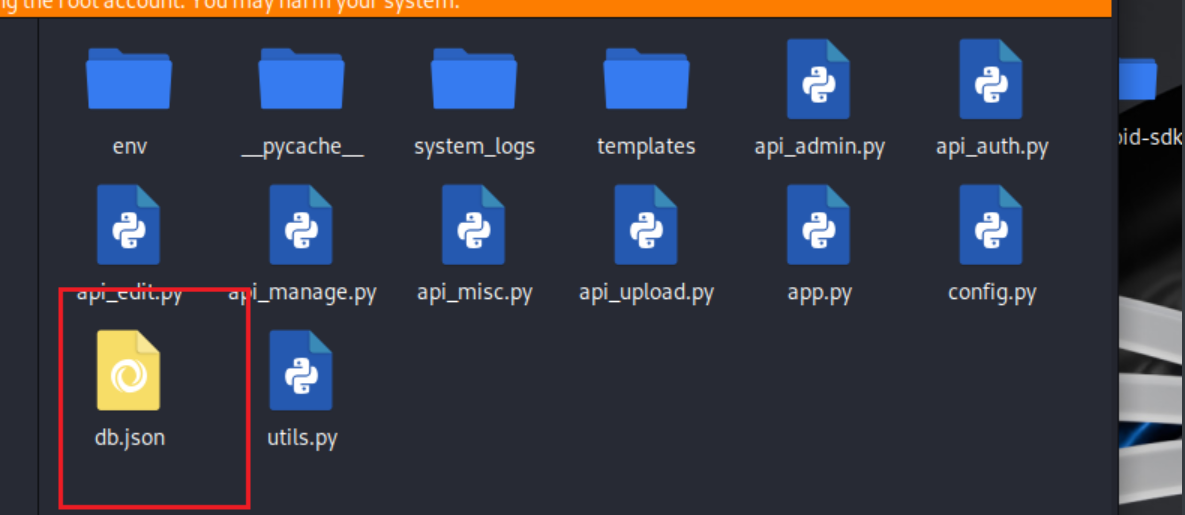 ng the root account. You may harm your system.
env __pycache__ system_logs templates api_admin.py api_auth.py
oid-sdk
api_edit.py api_manage.py api_misc.py api_upload.py app.py config.py
db.json utils.py